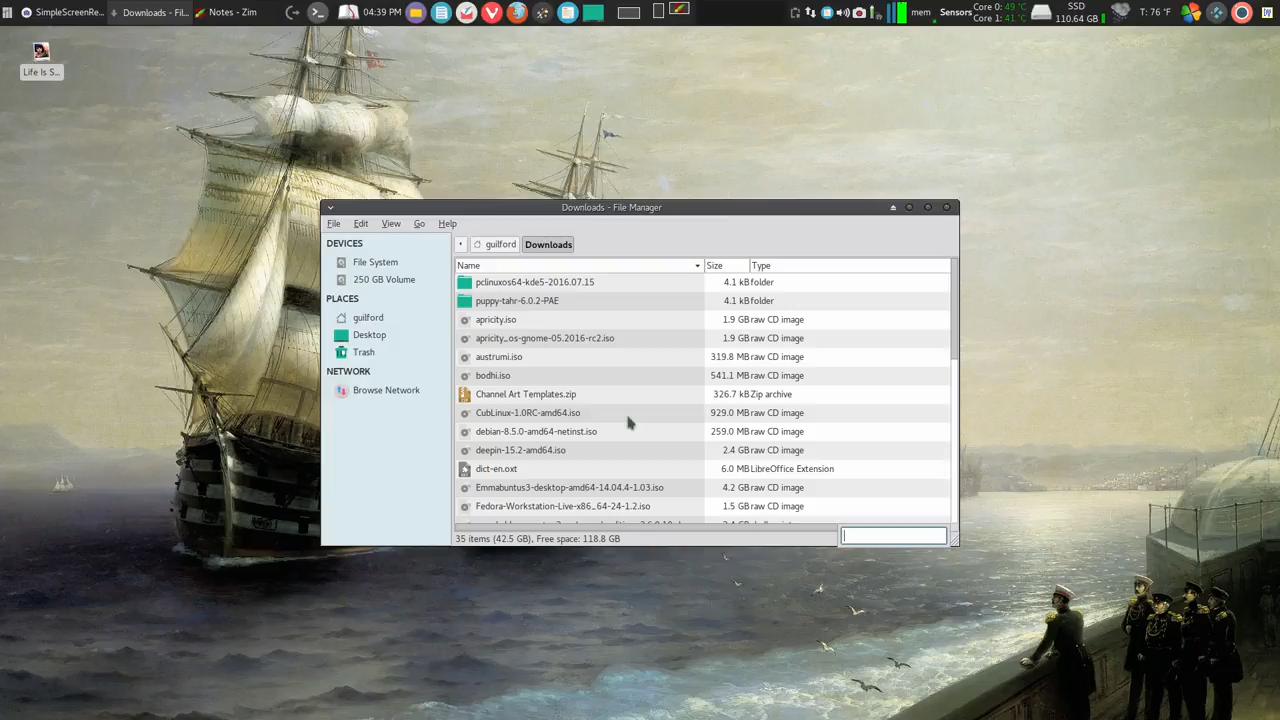 SimpleScreenRe...
Downloads - Fil...
Notes - Zim
04:39 PM
mem
Sensors
Core 0: 49 °C
Core 1: 41 °C
SSD
110.64 GB
T: 76 °F
Life Is S...
Downloads - File Manager
File Edit View Go Help
DEVICES
File System
250 GB Volume
PLACES
guilford
Desktop
Trash
NETWORK
Browse Network
guilford Downloads
Name Size Type
pclinuxos64-kde5-2016.07.15 4.1 kB folder
puppy-tahr-6.0.2-PAE 4.1 kB folder
apricity.iso 1.9 GB raw CD image
apricity_os-gnome-05.2016-rc2.iso 1.9 GB raw CD image
austrumi.iso 319.8 MB raw CD image
bodhi.iso 541.1 MB raw CD image
Channel Art Templates.zip 326.7 kB Zip archive
CubLinux-1.0RC-amd64.iso 929.0 MB raw CD image
debian-8.5.0-amd64-netinst.iso 259.0 MB raw CD image
deepin-15.2-amd64.iso 2.4 GB raw CD image
dict-en.oxt 6.0 MB LibreOffice Extension
Emmabuntus3-desktop-amd64-14.04.4-1.03.iso 4.2 GB raw CD image
Fedora-Workstation-Live-x86_64-24-1.2.iso 1.5 GB raw CD image
35 items (42.5 GB), Free space: 118.8 GB